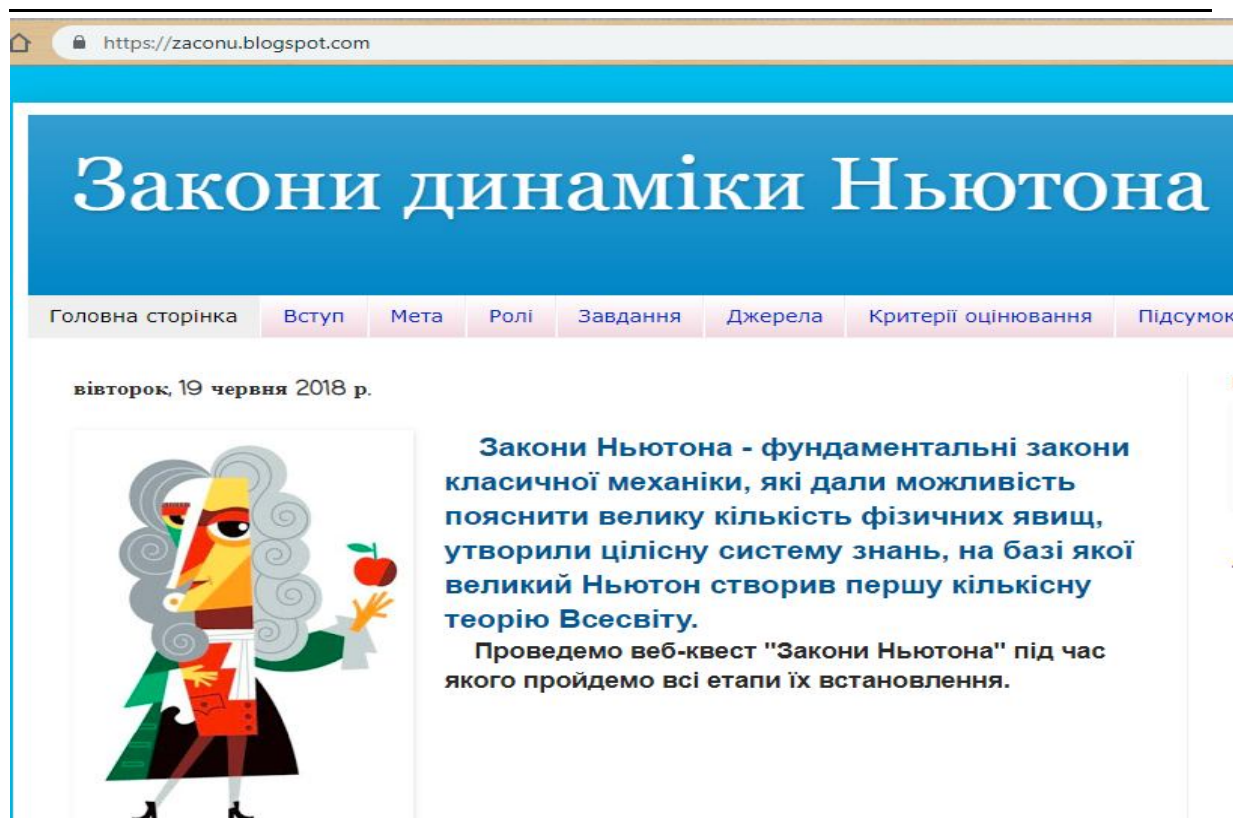 https://zaconu.blogspot.com
Закони динаміки Ньютона
Головна сторінка Вступ Мета Ролі Завдання Джерела Критерії оцінювання Підсумок
вівторок, 19 червня 2018 р.
Закони Ньютона - фундаментальні закони
класичної механіки, які дали можливість
пояснити велику кількість фізичних явищ,
утворили цілісну систему знань, на базі якої
великий Ньютон створив першу кількісну
теорію Всесвіту.
Проведемо веб-квест "Закони Ньютона" під час
якого пройдемо всі етапи їх встановлення.